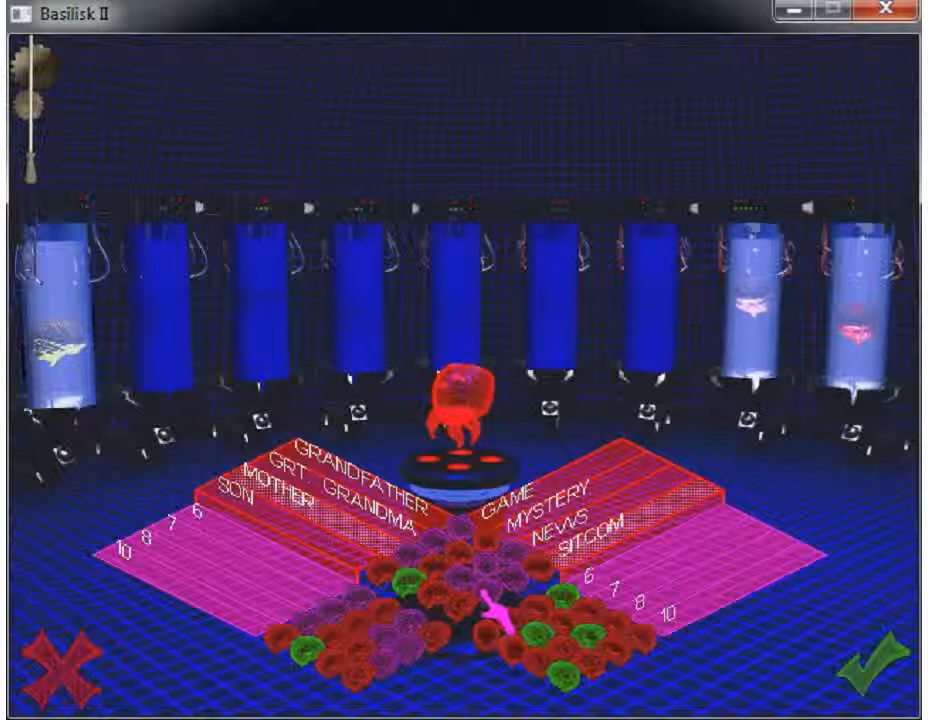 Basilisk II
GRANDFATHER
GRT. GRANDMA
MOTHER
SON
6
7
8
10
GAME
MYSTERY
NEWS
SITCOM
6
7
8
10